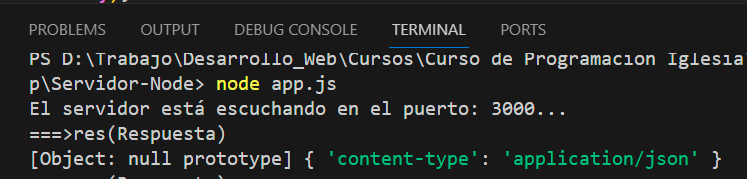 PROBLEMS OUTPUT DEBUG CONSOLE TERMINAL PORTS
PS D:\Trabajo\Desarrollo_Web\Cursos\Curso de Programacion Iglesia
p\Servidor-Node> node app.js
El servidor está escuchando en el puerto: 3000...
===>res(Respuesta)
[Object: null prototype] { 'content-type': 'application/json' }